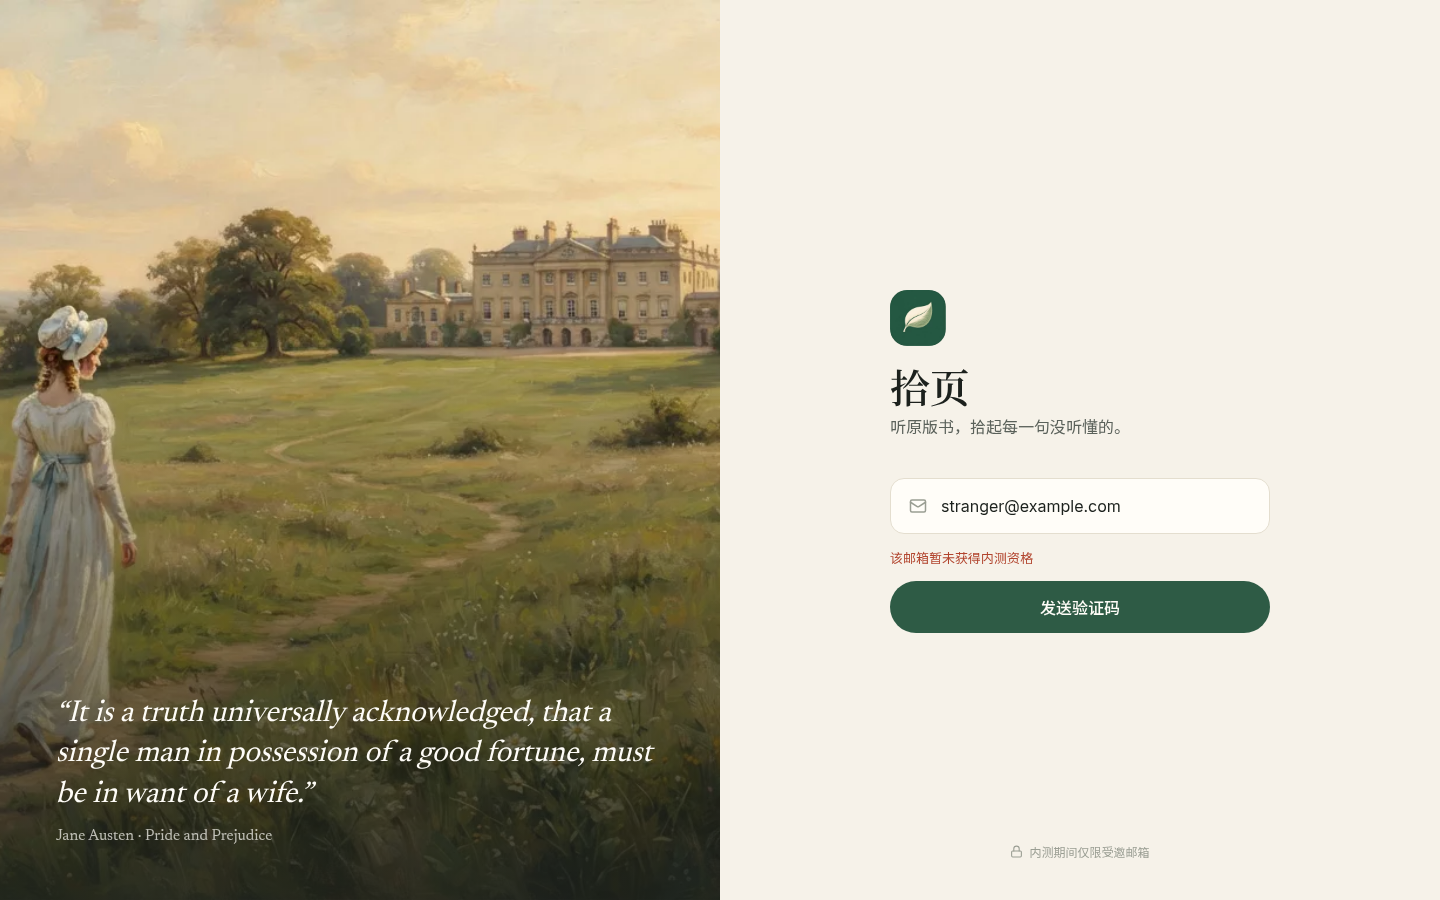 “It is a truth universally acknowledged, that a
single man in possession of a good fortune, must
be in want of a wife.”
Jane Austen · Pride and Prejudice
拾页
听原版书，拾起每一句没听懂的。
stranger@example.com
该邮箱暂未获得内测资格
发送验证码
内测期间仅限受邀邮箱